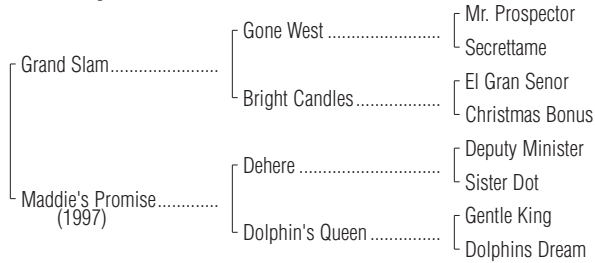 Mr. Prospector
Gone West
Secrettame
Grand Slam
El Gran Senor
Bright Candles
Christmas Bonus
Deputy Minister
Dehere
Sister Dot
Maddie's Promise
(1997)
Gentle King
Dolphin's Queen
Dolphins Dream